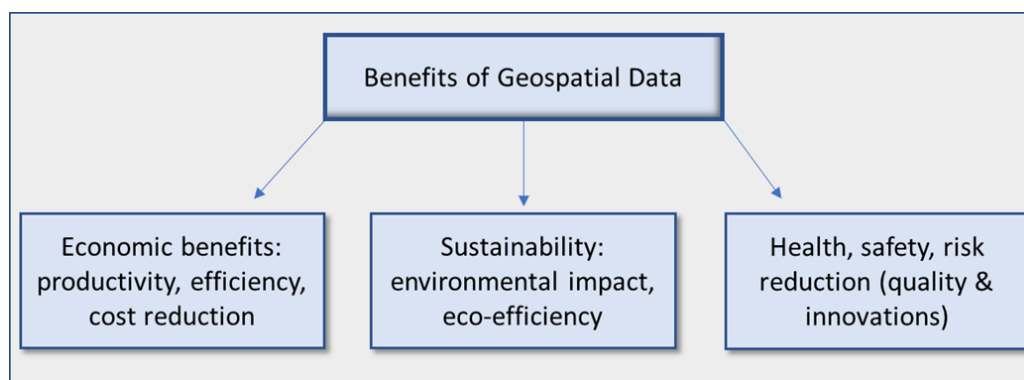 Benefits of Geospatial Data
Economic benefits:
productivity, efficiency,
cost reduction
Sustainability:
environmental impact,
eco-efficiency
Health, safety, risk
reduction (quality &
innovations)